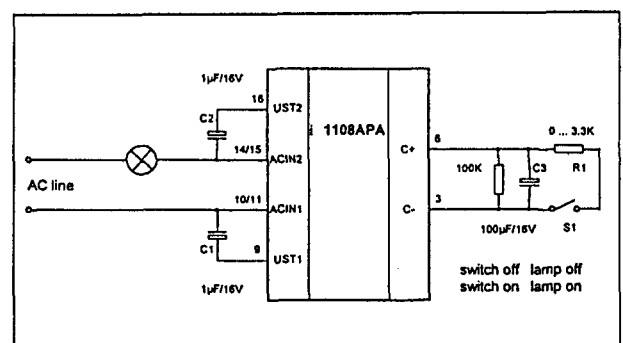 1µF/16V
16
UST2
C2
1108APA
6
0 ... 3.3K
14/15
ACIN2
C+
100K
C3
R1
AC line
10/11
ACIN1
C-
3
C1
9
UST1
100µF/16V
S1
1µF/16V
switch off lamp off
switch on lamp on